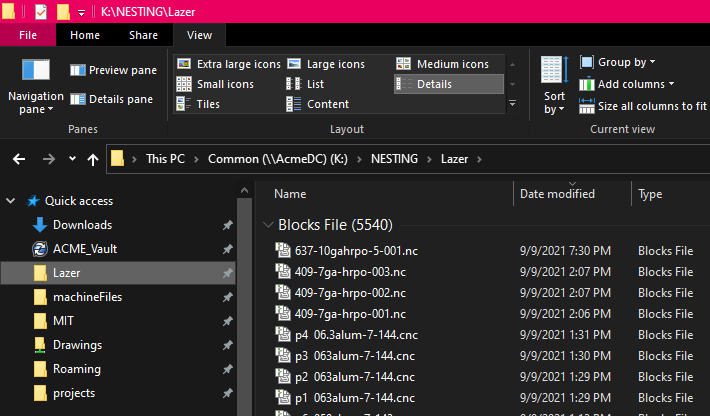 K:\NESTING\Lazer
File Home Share View
Navigation pane Preview pane Details pane
Panes
Extra large icons Large icons Medium icons
Small icons List Details
Tiles Content
Layout
Sort by Group by
Add columns
Size all columns to fit
Current view
This PC Common (\\AcmeDC) (K:) NESTING Lazer
Quick access
Downloads
ACME_Vault
Lazer
machineFiles
MIT
Drawings
Roaming
projects
Name Date modified Type
Blocks File (5540)
637-10gahrpo-5-001.nc 9/9/2021 7:30 PM Blocks File
409-7ga-hrpo-003.nc 9/9/2021 2:07 PM Blocks File
409-7ga-hrpo-002.nc 9/9/2021 2:07 PM Blocks File
409-7ga-hrpo-001.nc 9/9/2021 2:06 PM Blocks File
p4 06.3alum-7-144.cnc 9/9/2021 1:31 PM Blocks File
p3 063alum-7-144.cnc 9/9/2021 1:30 PM Blocks File
p2 063alum-7-144.cnc 9/9/2021 1:29 PM Blocks File
p1 063alum-7-144.cnc 9/9/2021 1:29 PM Blocks File